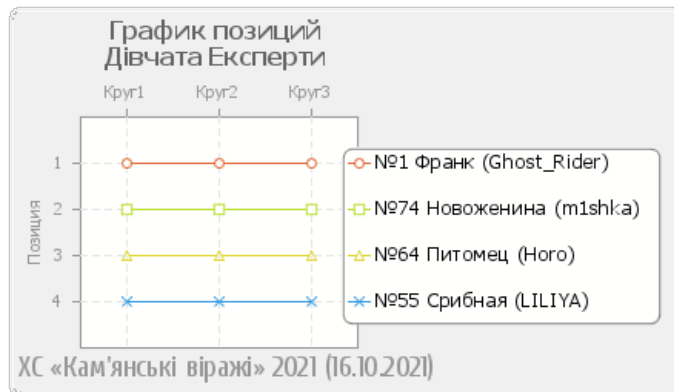 График позиций
Дівчата Експерти
Круг1 Круг2 Круг3
Позиция
1
2
3
4
№1 Франк (Ghost_Rider)
№74 Новоженина (m1shka)
№64 Питомец (Horo)
№55 Срибная (LILIYA)
ХС «Кам'янські віражі» 2021 (16.10.2021)